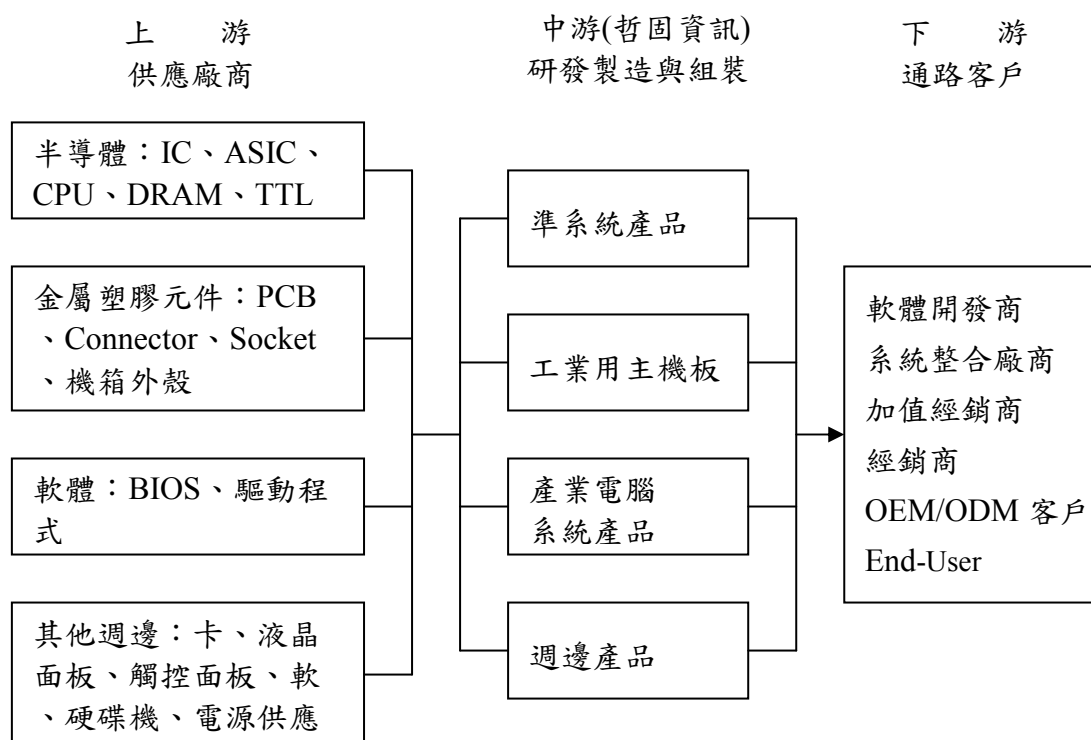 上 游
供應廠商
中游(哲固資訊)
研發製造與組裝
下 游
通路客戶
半導體：IC、ASIC、
CPU、DRAM、TTL
金屬塑膠元件：PCB
、Connector、Socket
、機箱外殼
軟體：BIOS、驅動程
式
其他週邊：卡、液晶
面板、觸控面板、軟
、硬碟機、電源供應
準系統產品
工業用主機板
產業電腦
系統產品
週邊產品
軟體開發商
系統整合廠商
加值經銷商
經銷商
OEM/ODM 客戶
End-User